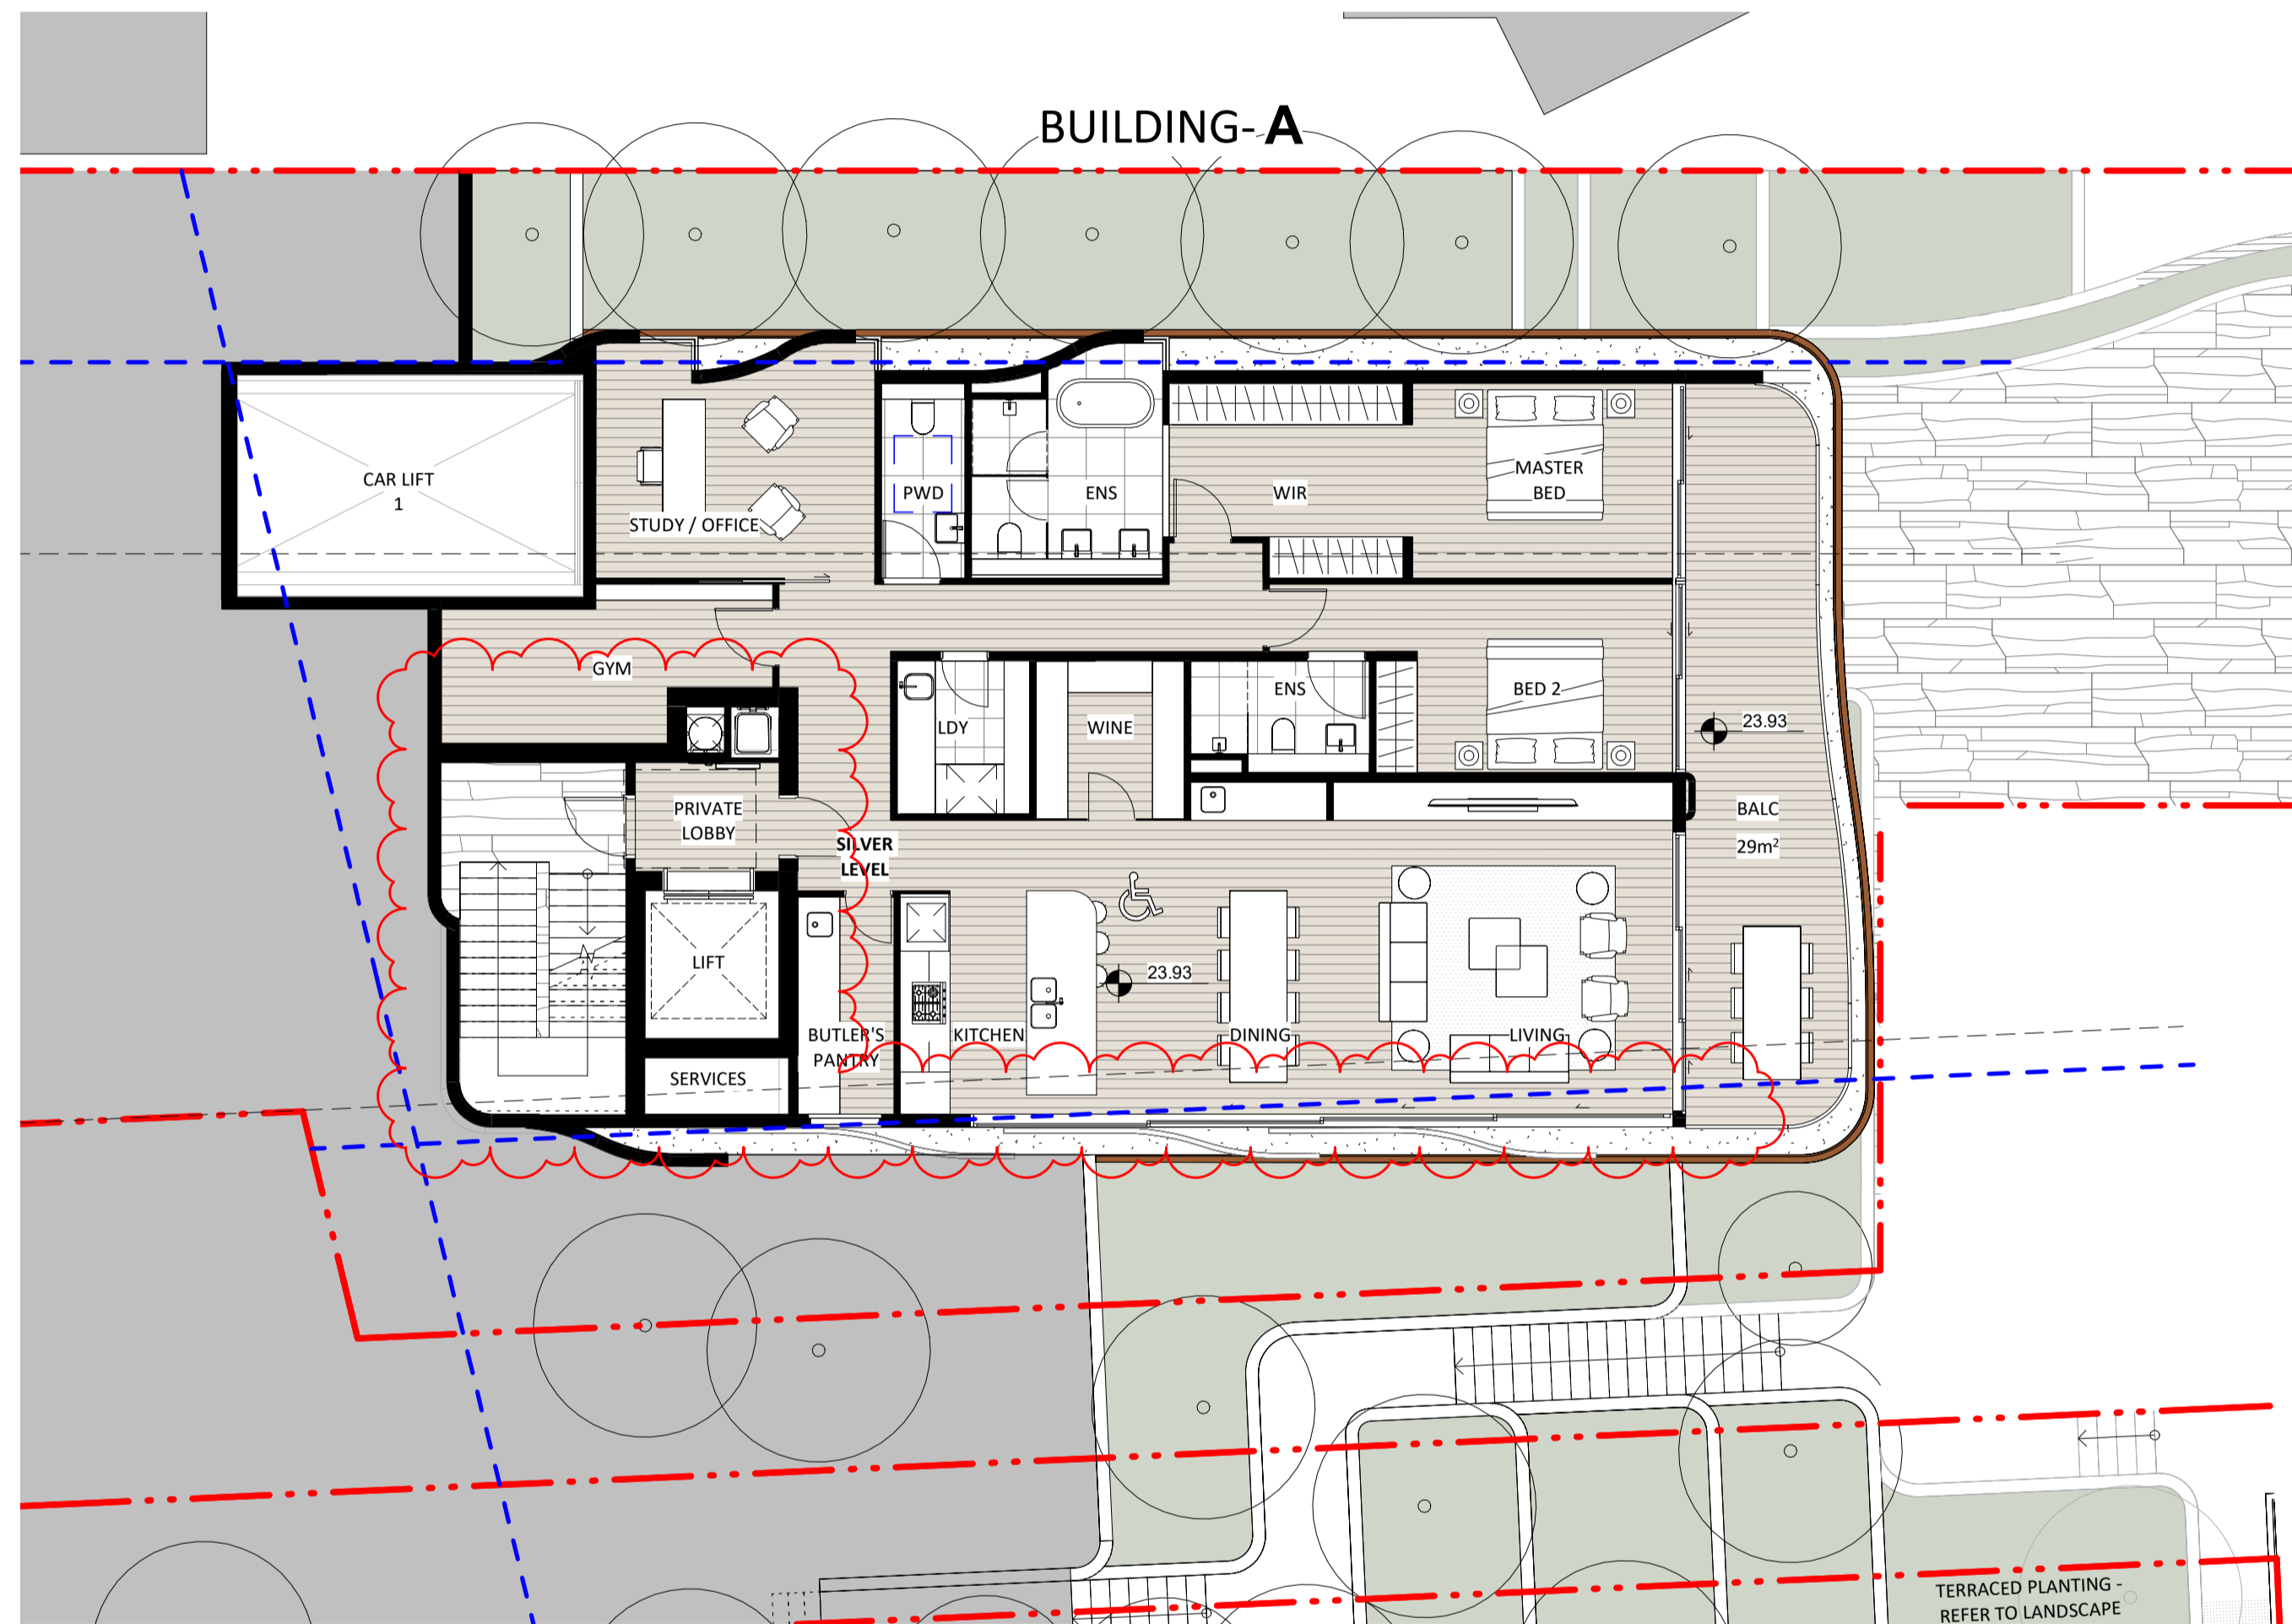 BUILDING- A
CAR LIFT
1
STUDY / OFFICE
PWD
ENS
WIR
MASTER
BED
GYM
LDY
WINE
ENS
BED 2
23.93
PRIVATE
LOBBY
BALC
29m²
SILVER
LEVEL
LIFT
23.93
BUTLER'S
PANTRY
KITCHEN
DINING
LIVING
SERVICES
TERRACED PLANTING -
REFER TO LANDSCAPE